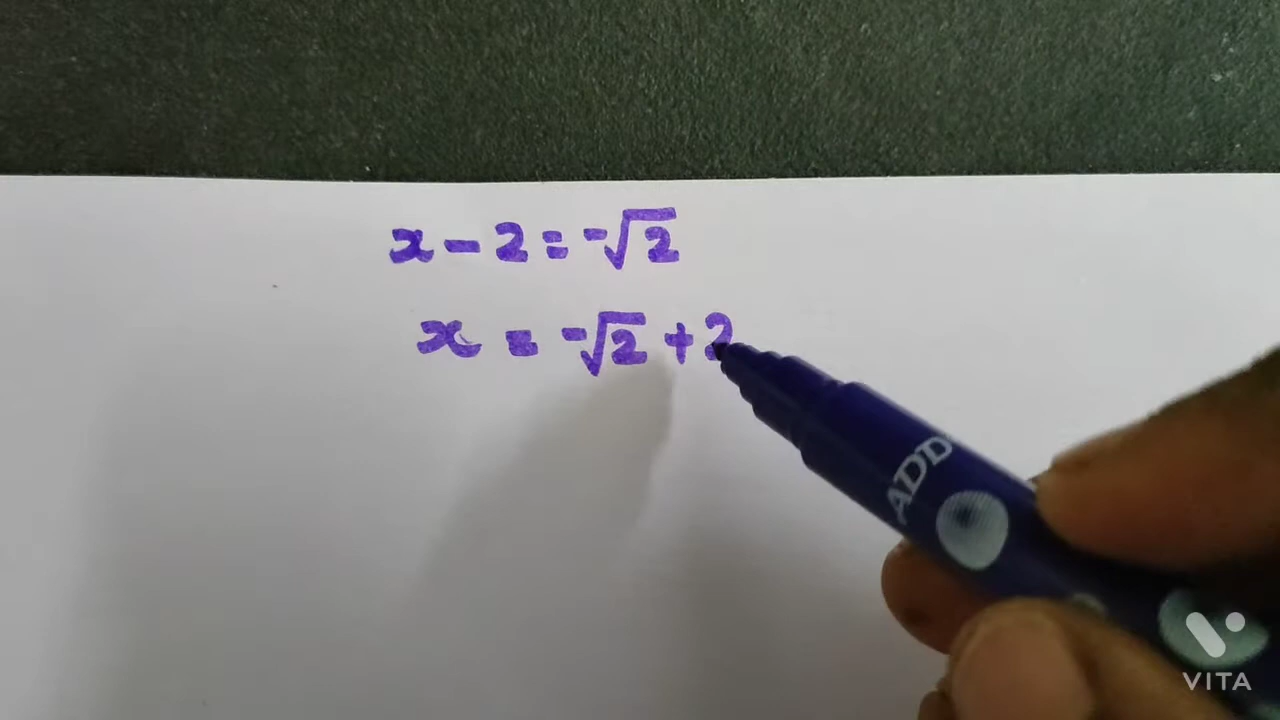 x - 2 = -√2
x = -√2 + 2
ADD
VITA